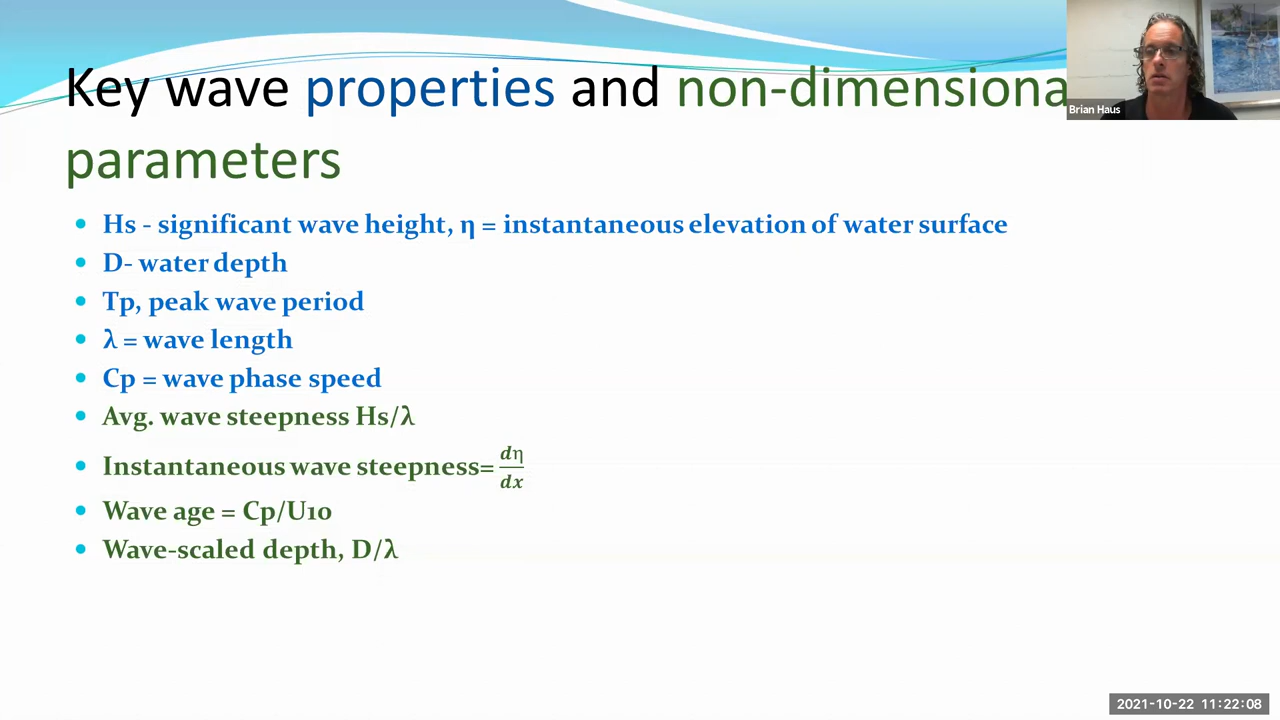 Key wave properties and non-dimensiona
parameters
Brian Haus
• Hs - significant wave height, η = instantaneous elevation of water surface
• D- water depth
• Tp, peak wave period
• λ = wave length
• Cp = wave phase speed
• Avg. wave steepness Hs/λ
• Instantaneous wave steepness= dη/dx
• Wave age = Cp/U10
• Wave-scaled depth, D/λ
2021-10-22 11:22:08